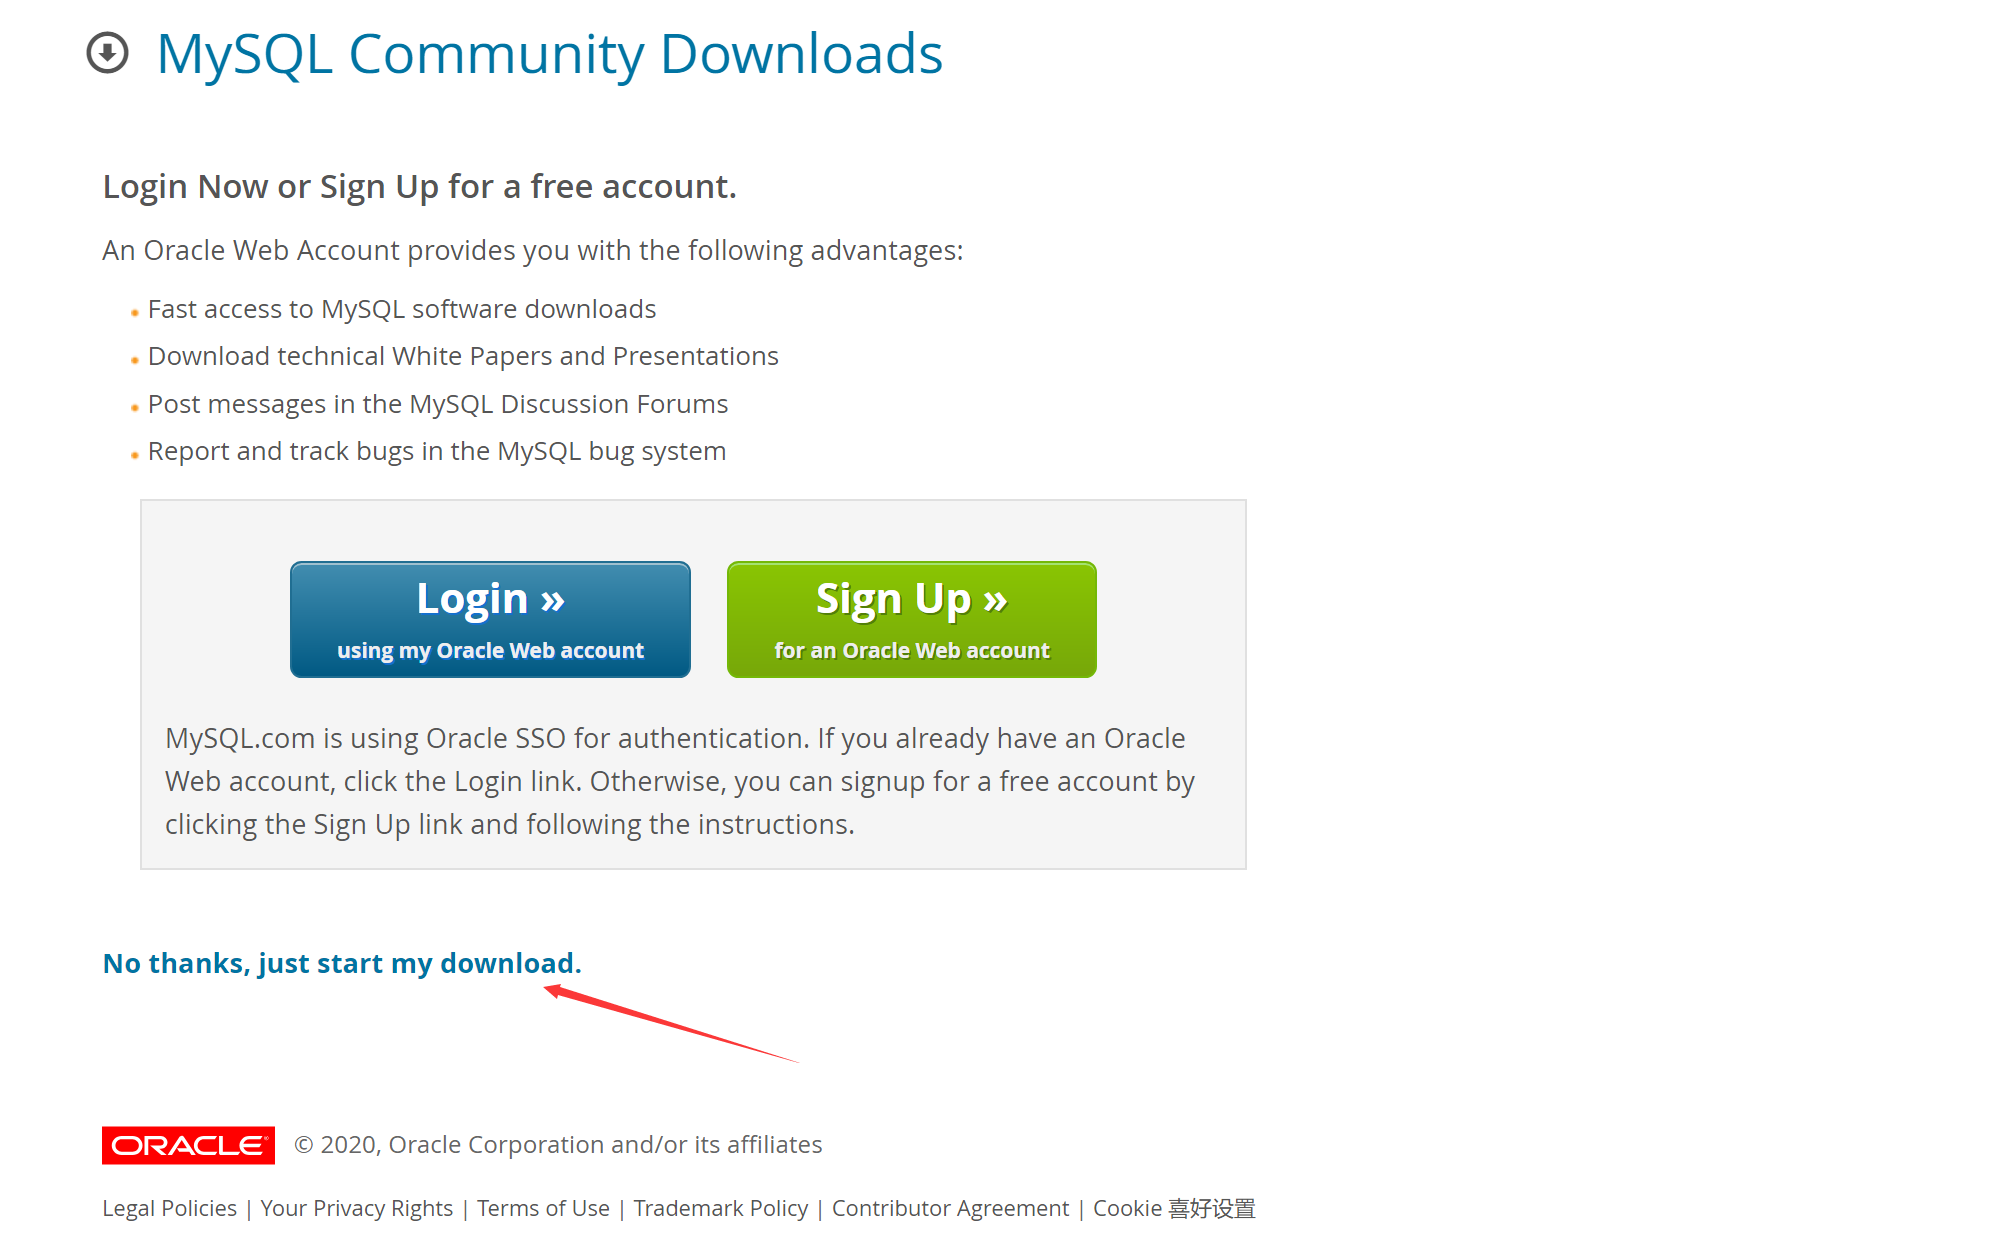 MySQL Community Downloads
Login Now or Sign Up for a free account.
An Oracle Web Account provides you with the following advantages:
Fast access to MySQL software downloads
Download technical White Papers and Presentations
Post messages in the MySQL Discussion Forums
Report and track bugs in the MySQL bug system
Login »
using my Oracle Web account
Sign Up »
for an Oracle Web account
MySQL.com is using Oracle SSO for authentication. If you already have an Oracle
Web account, click the Login link. Otherwise, you can signup for a free account by
clicking the Sign Up link and following the instructions.
No thanks, just start my download.
ORACLE® © 2020, Oracle Corporation and/or its affiliates
Legal Policies | Your Privacy Rights | Terms of Use | Trademark Policy | Contributor Agreement | Cookie 喜好设置